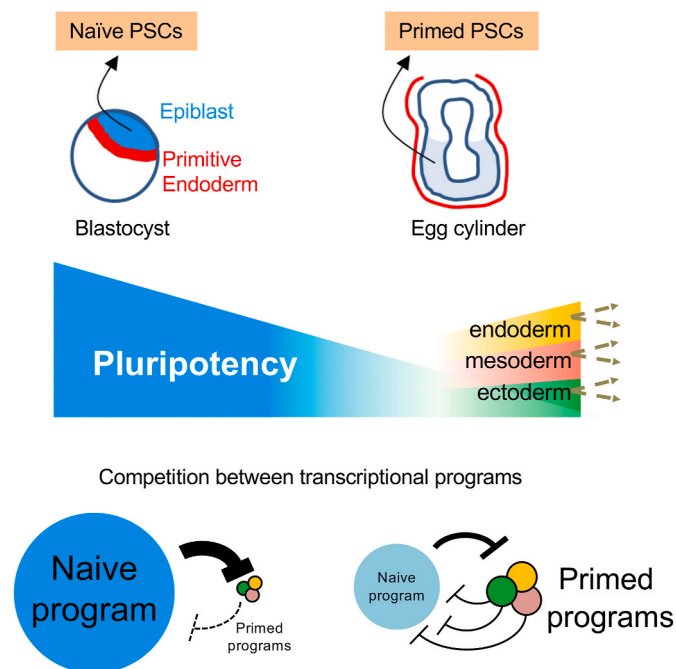 Naïve PSCs
Primed PSCs
Epiblast
Primitive
Endoderm
Blastocyst
Egg cylinder
Pluripotency
endoderm
mesoderm
ectoderm
Competition between transcriptional programs
Naive
program
Primed
programs
Naive
program
Primed
programs